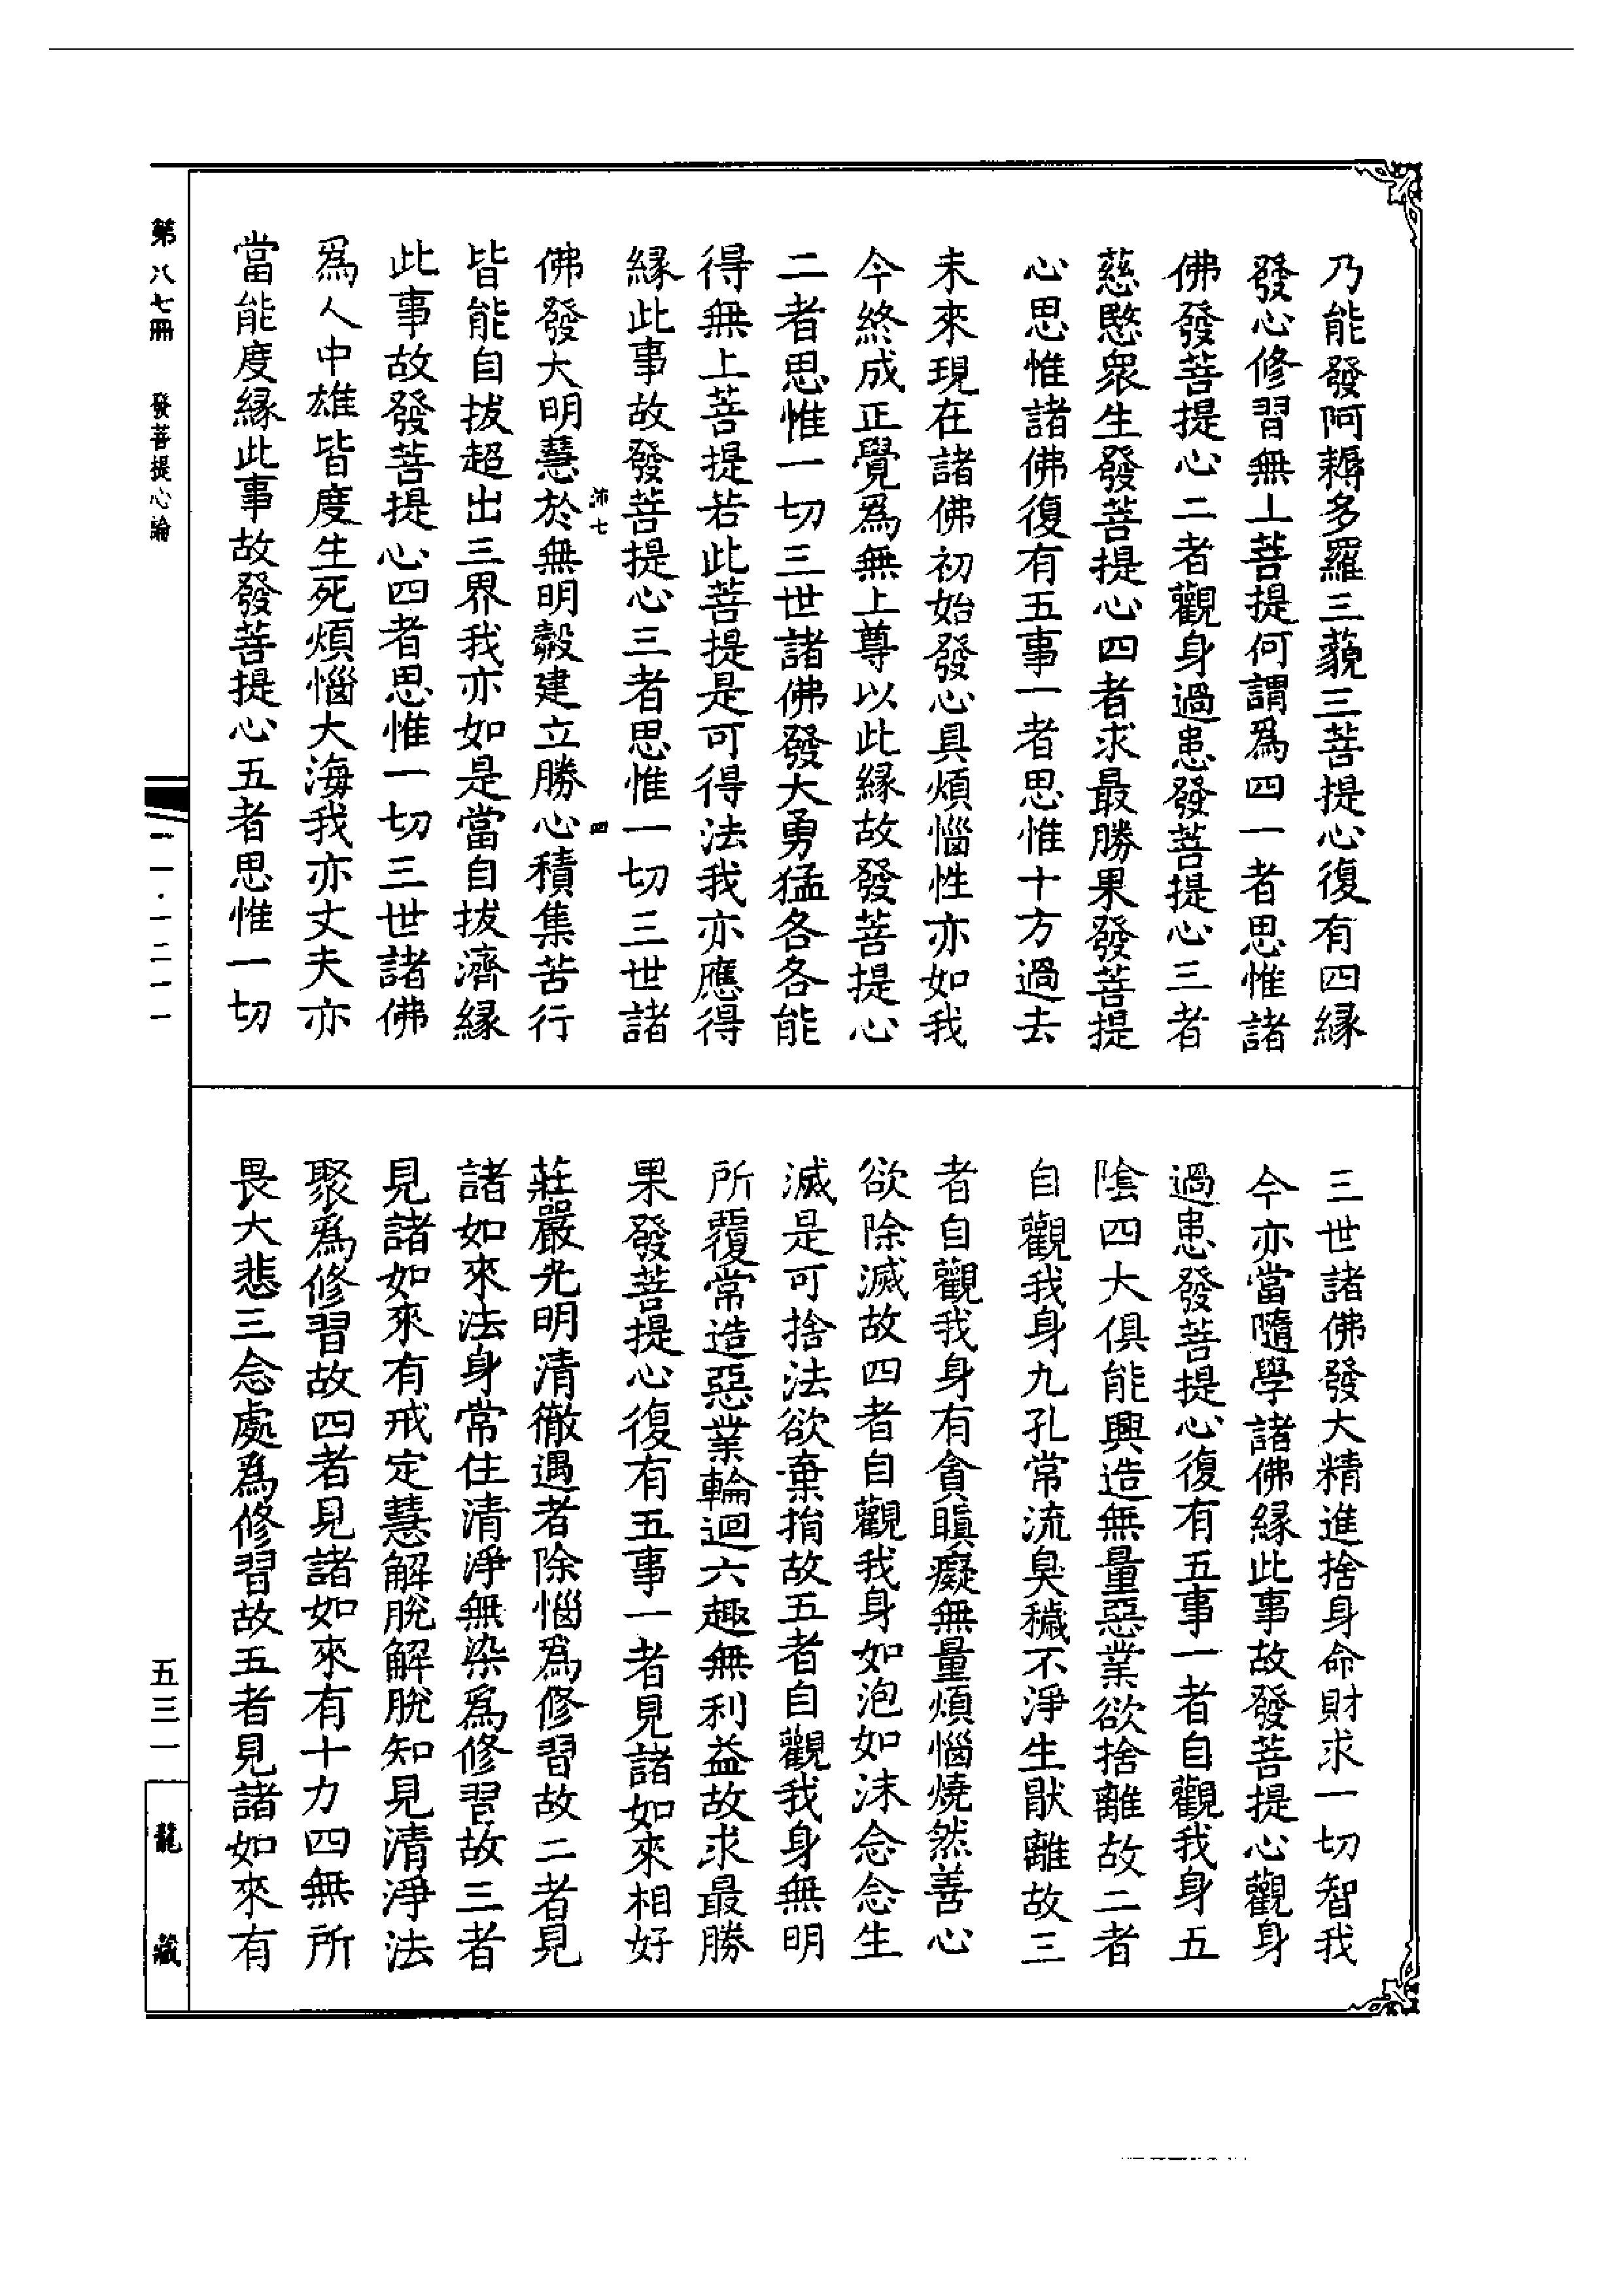 乃能發阿耨多羅三藐三菩提心復有四緣
發心修習無上菩提何謂爲四一者思惟諸
佛發菩提心二者觀身過患發菩提心三者
慈愍衆生發菩提心四者求最勝果發菩提
心思惟諸佛復有五事一者思惟十方過去
未來現在諸佛初始發心具煩惱性亦如我
今終成正覺爲無上尊以此緣故發菩提心
二者思惟一切三世諸佛發大勇猛各各能
得無上菩提若此菩提是可得法我亦應得
緣此事故發菩提心三者思惟一切三世諸
沛七 四
佛發大明慧於無明㲉建立勝心積集苦行
皆能自拔超出三界我亦如是當自拔濟緣
此事故發菩提心四者思惟一切三世諸佛
爲人中雄皆度生死煩惱大海我亦丈夫亦
當能度緣此事故發菩提心五者思惟一切
三世諸佛發大精進捨身命財求一切智我
今亦當隨學諸佛緣此事故發菩提心觀身
過患發菩提心復有五事一者自觀我身五
陰四大俱能興造無量惡業欲捨離故二者
自觀我身九孔常流臭穢不淨生猒離故三
者自觀我身有貪瞋癡無量煩惱燒然善心
欲除滅故四者自觀我身如泡如沫念念生
滅是可捨法欲棄捐故五者自觀我身無明
所覆常造惡業輪迴六趣無利益故求最勝
果發菩提心復有五事一者見諸如來相好
莊嚴光明清徹遇者除惱爲修習故二者見
諸如來法身常住清淨無染爲修習故三者
見諸如來有戒定慧解脫解脫知見清淨法
聚爲修習故四者見諸如來有十力四無所
畏大悲三念處爲修習故五者見諸如來有
第八七冊 發菩提心論
二一·一二一一
五三一
龍藏